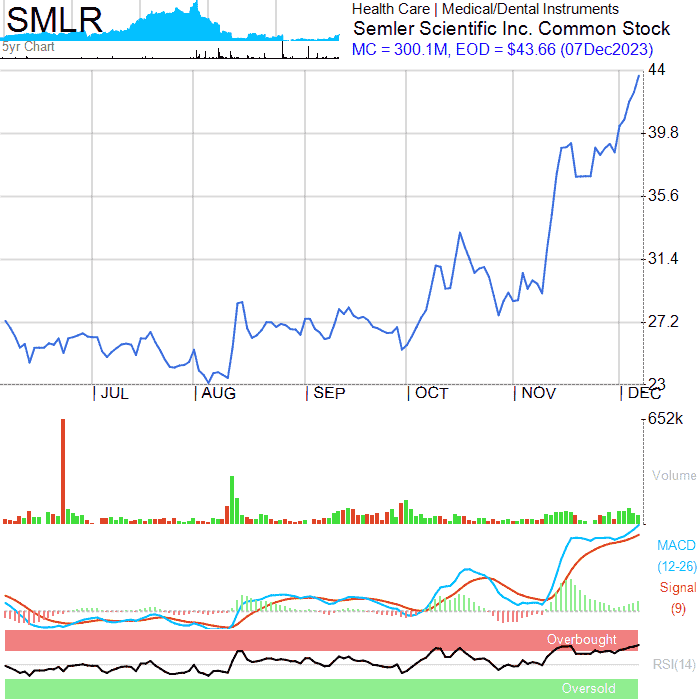 SMLR
5yr Chart
Health Care | Medical/Dental Instruments
Semler Scientific Inc. Common Stock
MC = 300.1M, EOD = $43.66 (07Dec2023)
44
39.8
35.6
31.4
27.2
23
JUL
AUG
SEP
OCT
NOV
DEC
652k
Volume
MACD
(12-26)
Signal
(9)
Overbought
RSI(14)
Oversold